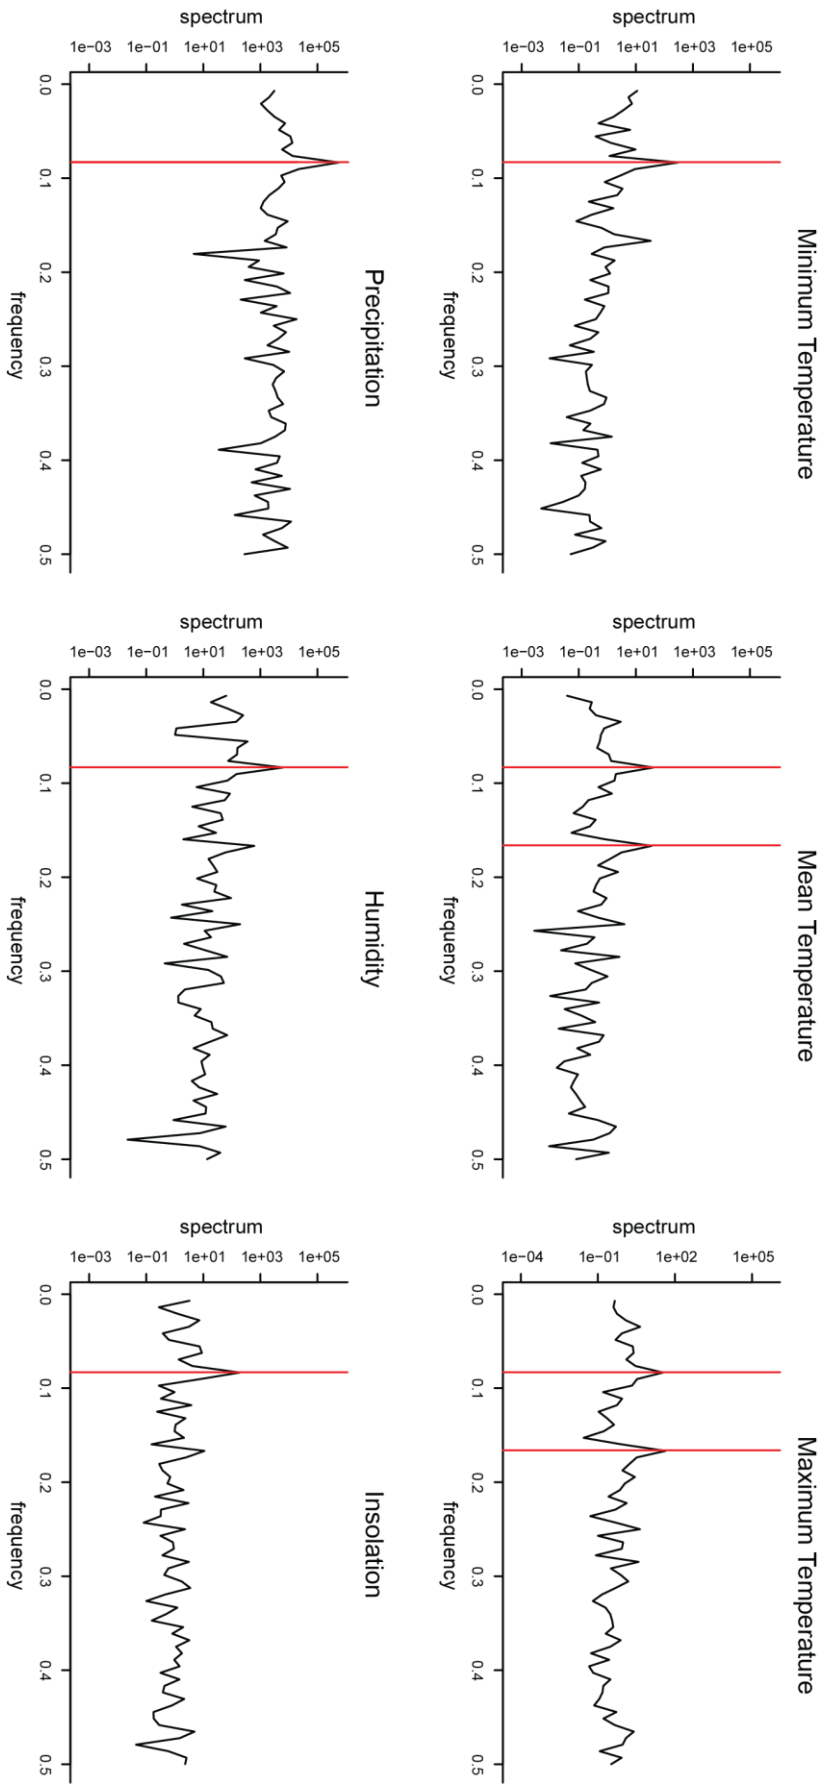 Minimum Temperature
spectrum
1e−03 1e−01 1e+01 1e+03 1e+05
0.0 0.1 0.2 0.3 0.4 0.5
frequency
Mean Temperature
spectrum
1e−03 1e−01 1e+01 1e+03 1e+05
0.0 0.1 0.2 0.3 0.4 0.5
frequency
Maximum Temperature
spectrum
1e−04 1e−01 1e+02 1e+05
0.0 0.1 0.2 0.3 0.4 0.5
frequency
Precipitation
spectrum
1e−03 1e−01 1e+01 1e+03 1e+05
0.0 0.1 0.2 0.3 0.4 0.5
frequency
Humidity
spectrum
1e−03 1e−01 1e+01 1e+03 1e+05
0.0 0.1 0.2 0.3 0.4 0.5
frequency
Insolation
spectrum
1e−03 1e−01 1e+01 1e+03 1e+05
0.0 0.1 0.2 0.3 0.4 0.5
frequency